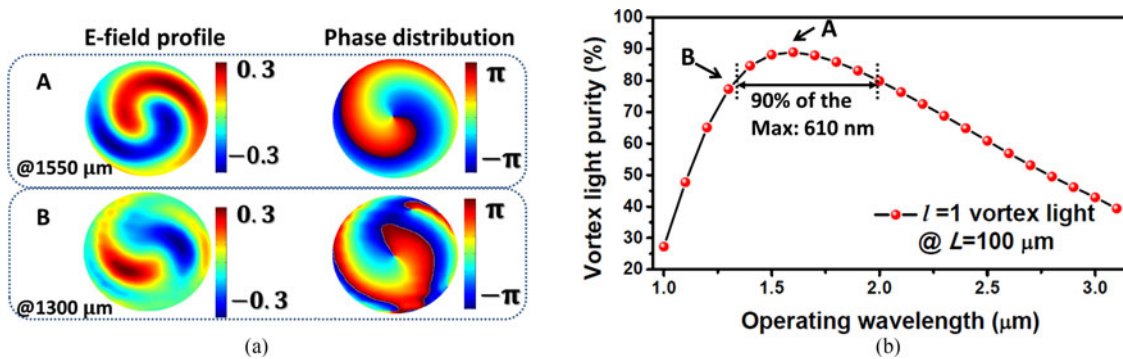 E-field profile
Phase distribution
A
0.3
−0.3
π
−π
@1550 μm
B
0.3
−0.3
π
−π
@1300 μm
(a)
Vortex light purity (%)
100
90
80
70
60
50
40
30
20
A
B
90% of the
Max: 610 nm
l =1 vortex light
@ L=100 μm
1.0 1.5 2.0 2.5 3.0
Operating wavelength (μm)
(b)